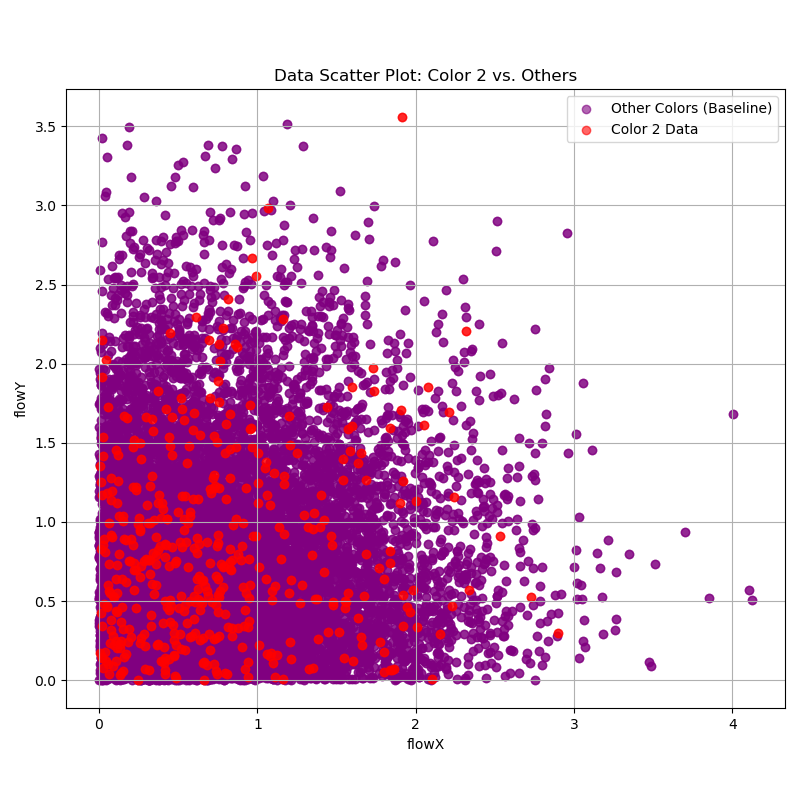 Data Scatter Plot: Color 2 vs. Others
Other Colors (Baseline)
Color 2 Data
3.5
3.0
2.5
2.0
1.5
1.0
0.5
0.0
flowY
0 1 2 3 4
flowX